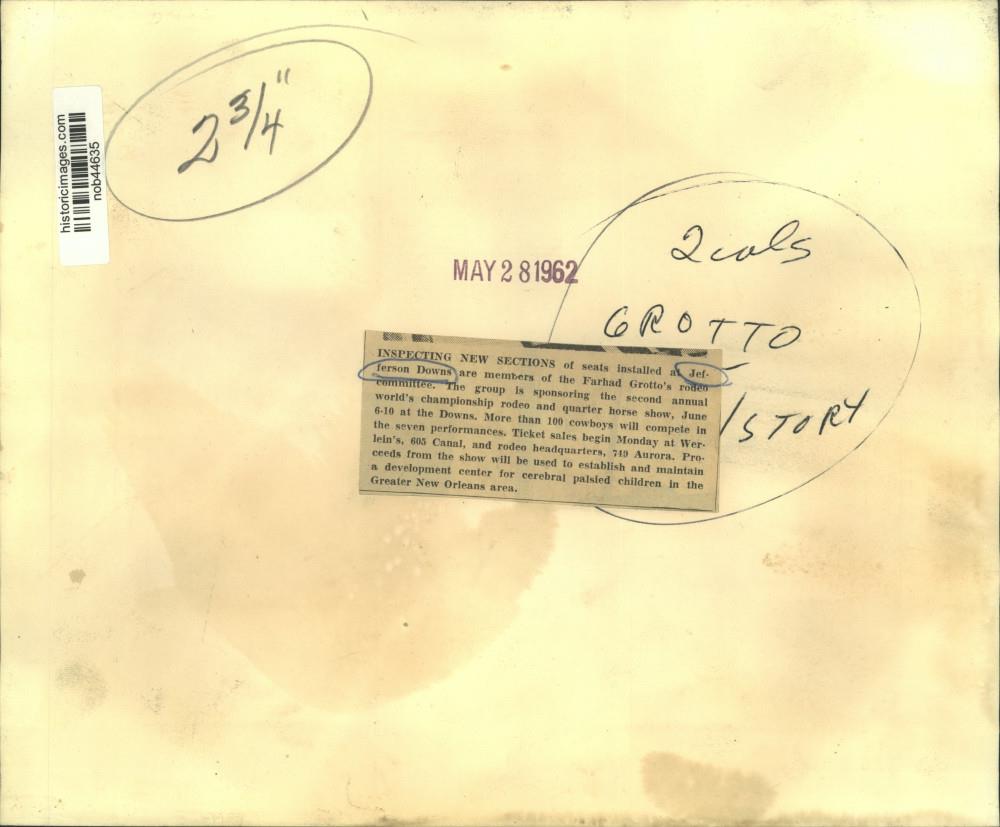 2 3/4"
historicimages.com
nob44635
2 cols
MAY 28 1962
GROTTO
INSPECTING NEW SECTIONS of seats installed at Jef-
ferson Downs are members of the Farhad Grotto's rodeo
committee. The group is sponsoring the second annual
world's championship rodeo and quarter horse show, June
6-10 at the Downs. More than 100 cowboys will compete in
the seven performances. Ticket sales begin Monday at Wer-
lein's, 605 Canal, and rodeo headquarters, 749 Aurora. Pro-
ceeds from the show will be used to establish and maintain
a development center for cerebral palsied children in the
Greater New Orleans area.
/STORY